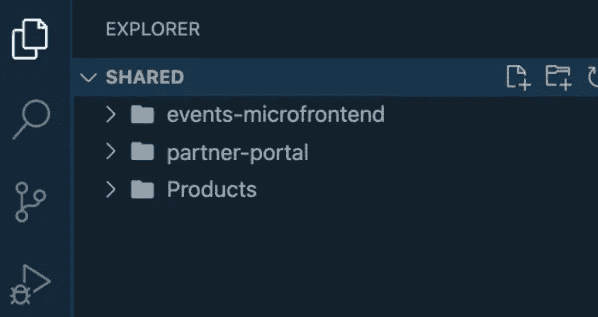 EXPLORER
SHARED
events-microfrontend
partner-portal
Products